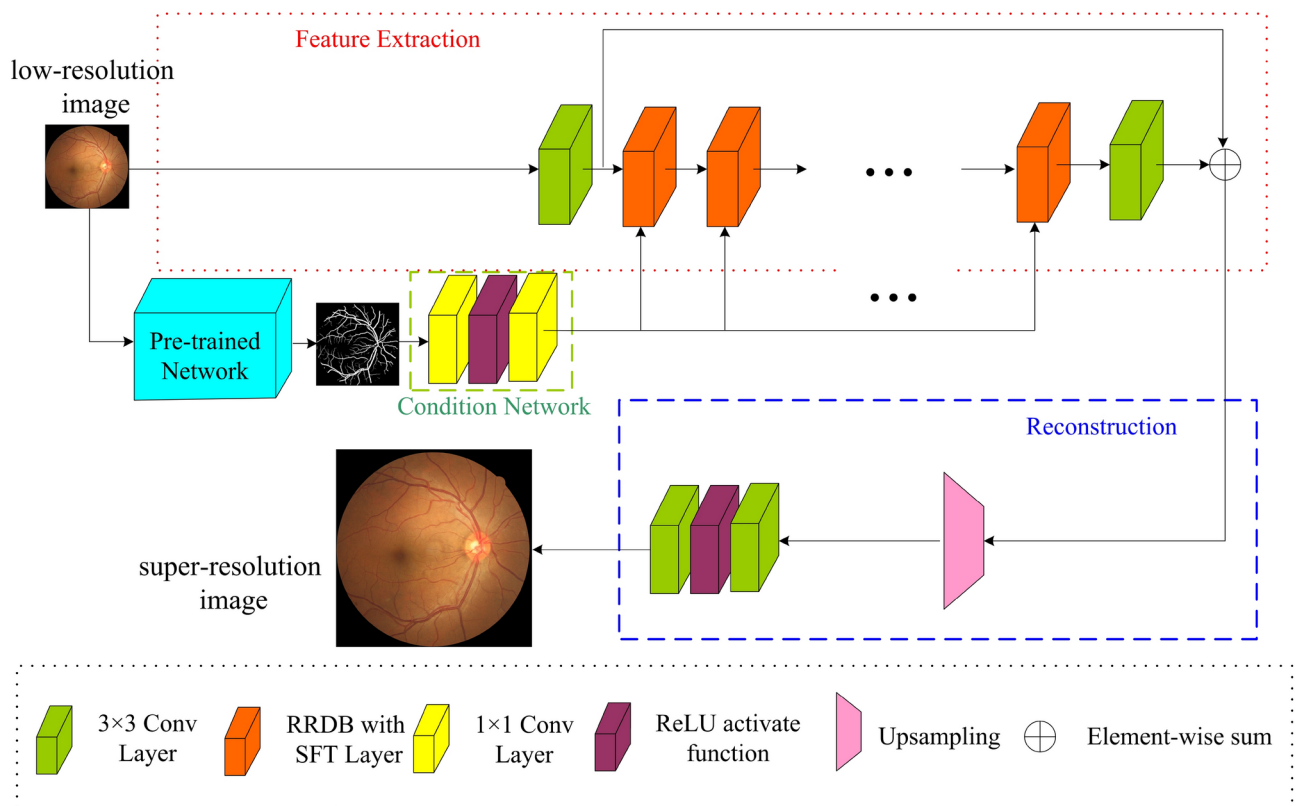 Feature Extraction
low-resolution
image
Pre-trained
Network
Condition Network
Reconstruction
super-resolution
image
3×3 Conv
Layer
RRDB with
SFT Layer
1×1 Conv
Layer
ReLU activate
function
Upsampling
Element-wise sum